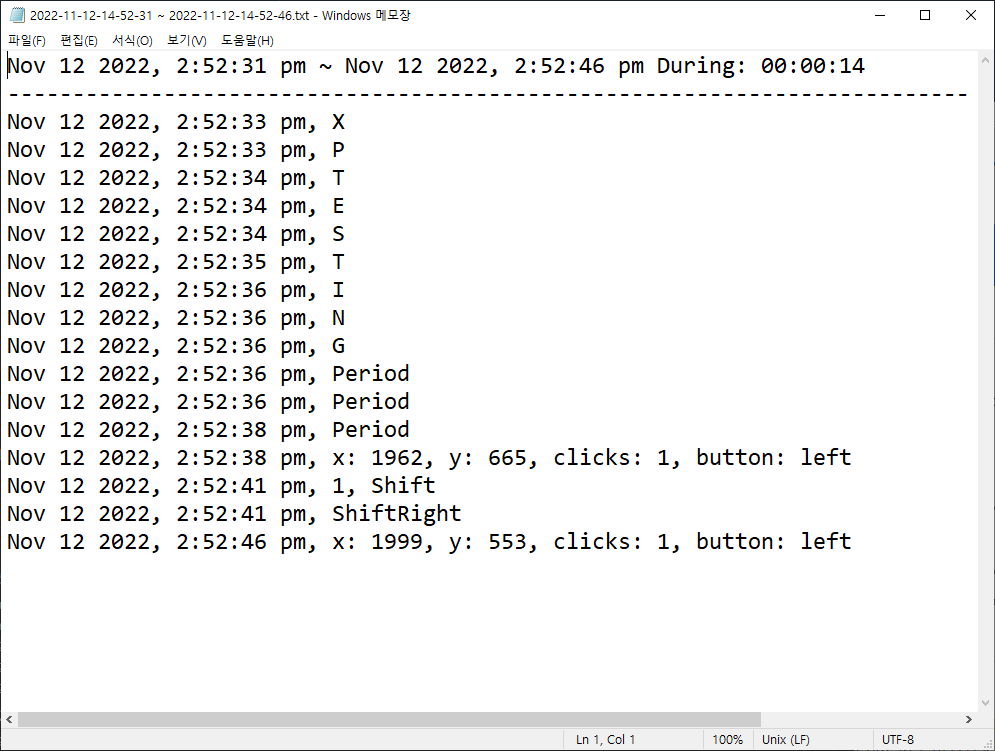 2022-11-12-14-52-31 ~ 2022-11-12-14-52-46.txt - Windows 메모장
파일(F) 편집(E) 서식(O) 보기(V) 도움말(H)
Nov 12 2022, 2:52:31 pm ~ Nov 12 2022, 2:52:46 pm During: 00:00:14
--------------------------------------------------------------------------
Nov 12 2022, 2:52:33 pm, X
Nov 12 2022, 2:52:33 pm, P
Nov 12 2022, 2:52:34 pm, T
Nov 12 2022, 2:52:34 pm, E
Nov 12 2022, 2:52:34 pm, S
Nov 12 2022, 2:52:35 pm, T
Nov 12 2022, 2:52:36 pm, I
Nov 12 2022, 2:52:36 pm, N
Nov 12 2022, 2:52:36 pm, G
Nov 12 2022, 2:52:36 pm, Period
Nov 12 2022, 2:52:36 pm, Period
Nov 12 2022, 2:52:38 pm, Period
Nov 12 2022, 2:52:38 pm, x: 1962, y: 665, clicks: 1, button: left
Nov 12 2022, 2:52:41 pm, 1, Shift
Nov 12 2022, 2:52:41 pm, ShiftRight
Nov 12 2022, 2:52:46 pm, x: 1999, y: 553, clicks: 1, button: left
Ln 1, Col 1 100% Unix (LF) UTF-8